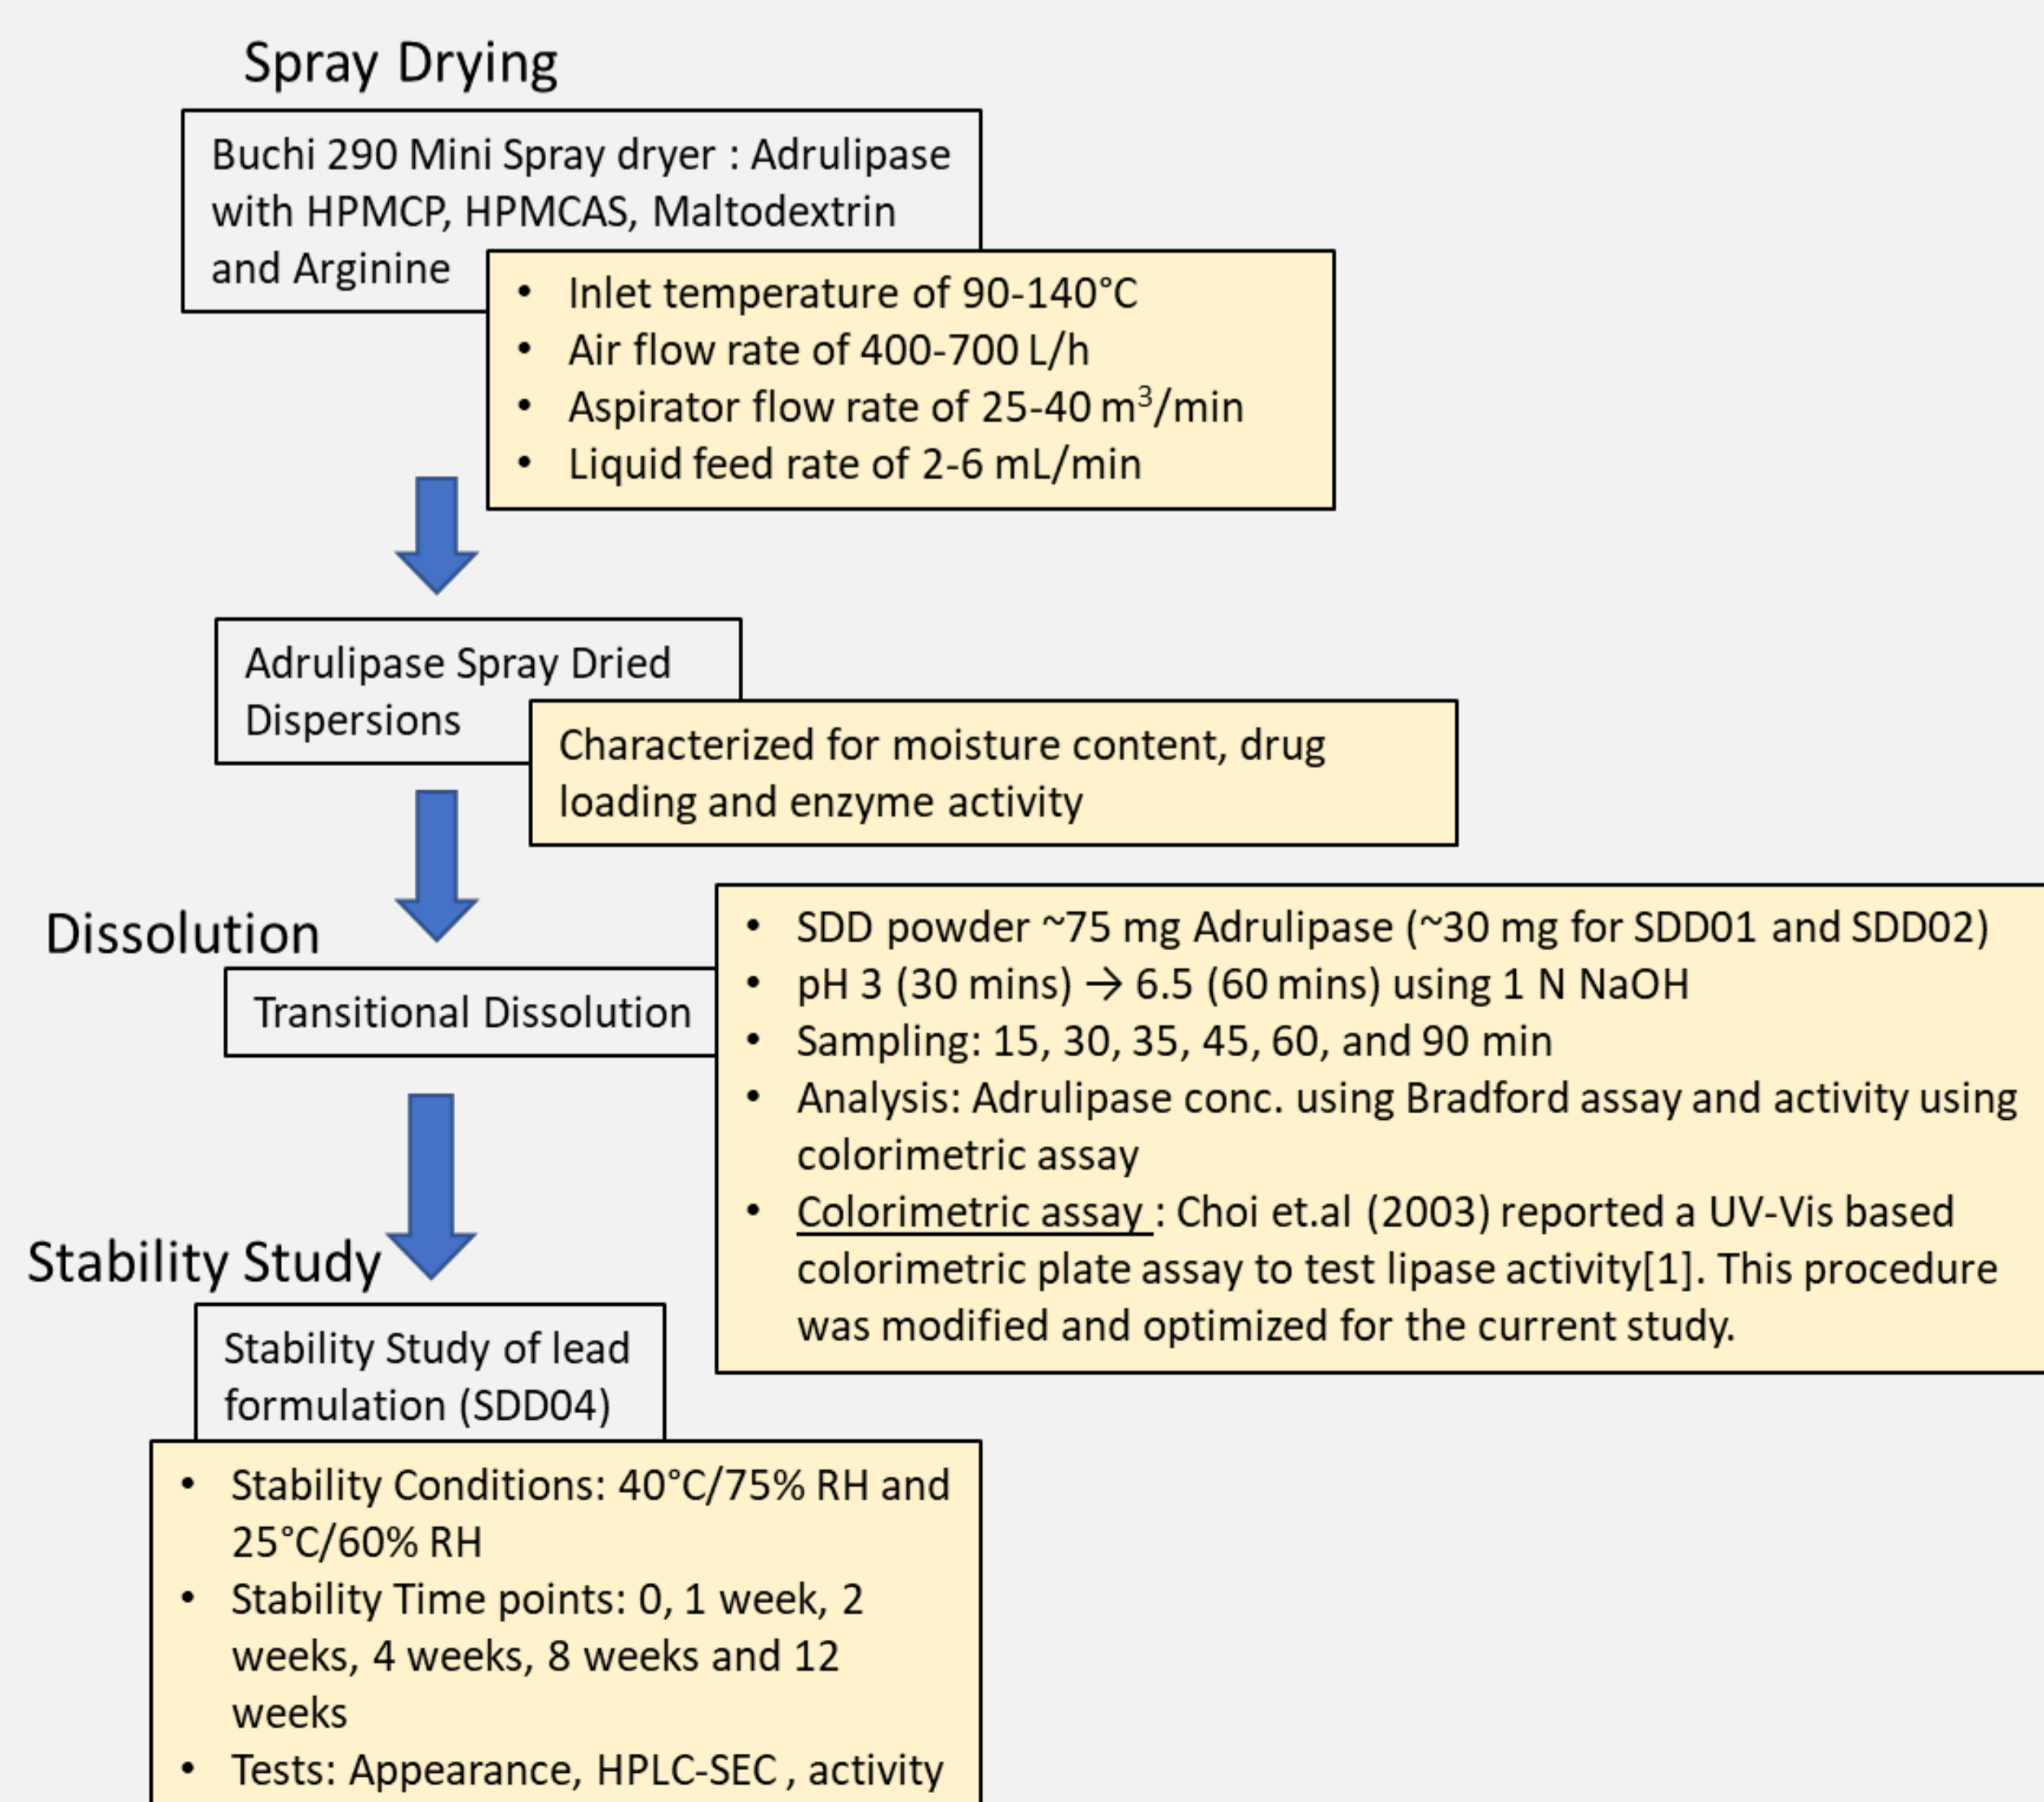 Spray Drying
Buchi 290 Mini Spray dryer : Adrulipase
with HPMCP, HPMCAS, Maltodextrin
and Arginine
• Inlet temperature of 90-140°C
• Air flow rate of 400-700 L/h
• Aspirator flow rate of 25-40 m³/min
• Liquid feed rate of 2-6 mL/min
Adrulipase Spray Dried
Dispersions
Characterized for moisture content, drug
loading and enzyme activity
Dissolution
Transitional Dissolution
• SDD powder ~75 mg Adrulipase (~30 mg for SDD01 and SDD02)
• pH 3 (30 mins) → 6.5 (60 mins) using 1 N NaOH
• Sampling: 15, 30, 35, 45, 60, and 90 min
• Analysis: Adrulipase conc. using Bradford assay and activity using
colorimetric assay
• Colorimetric assay : Choi et.al (2003) reported a UV-Vis based
colorimetric plate assay to test lipase activity[1]. This procedure
was modified and optimized for the current study.
Stability Study
Stability Study of lead
formulation (SDD04)
• Stability Conditions: 40°C/75% RH and
25°C/60% RH
• Stability Time points: 0, 1 week, 2
weeks, 4 weeks, 8 weeks and 12
weeks
• Tests: Appearance, HPLC-SEC , activity